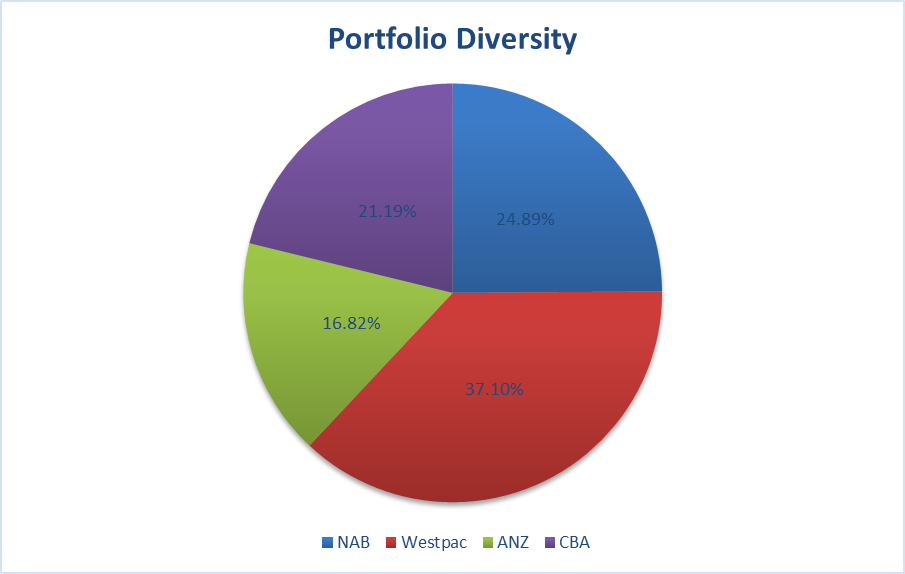 Portfolio Diversity
21.19%
24.89%
16.82%
37.10%
NAB Westpac ANZ CBA